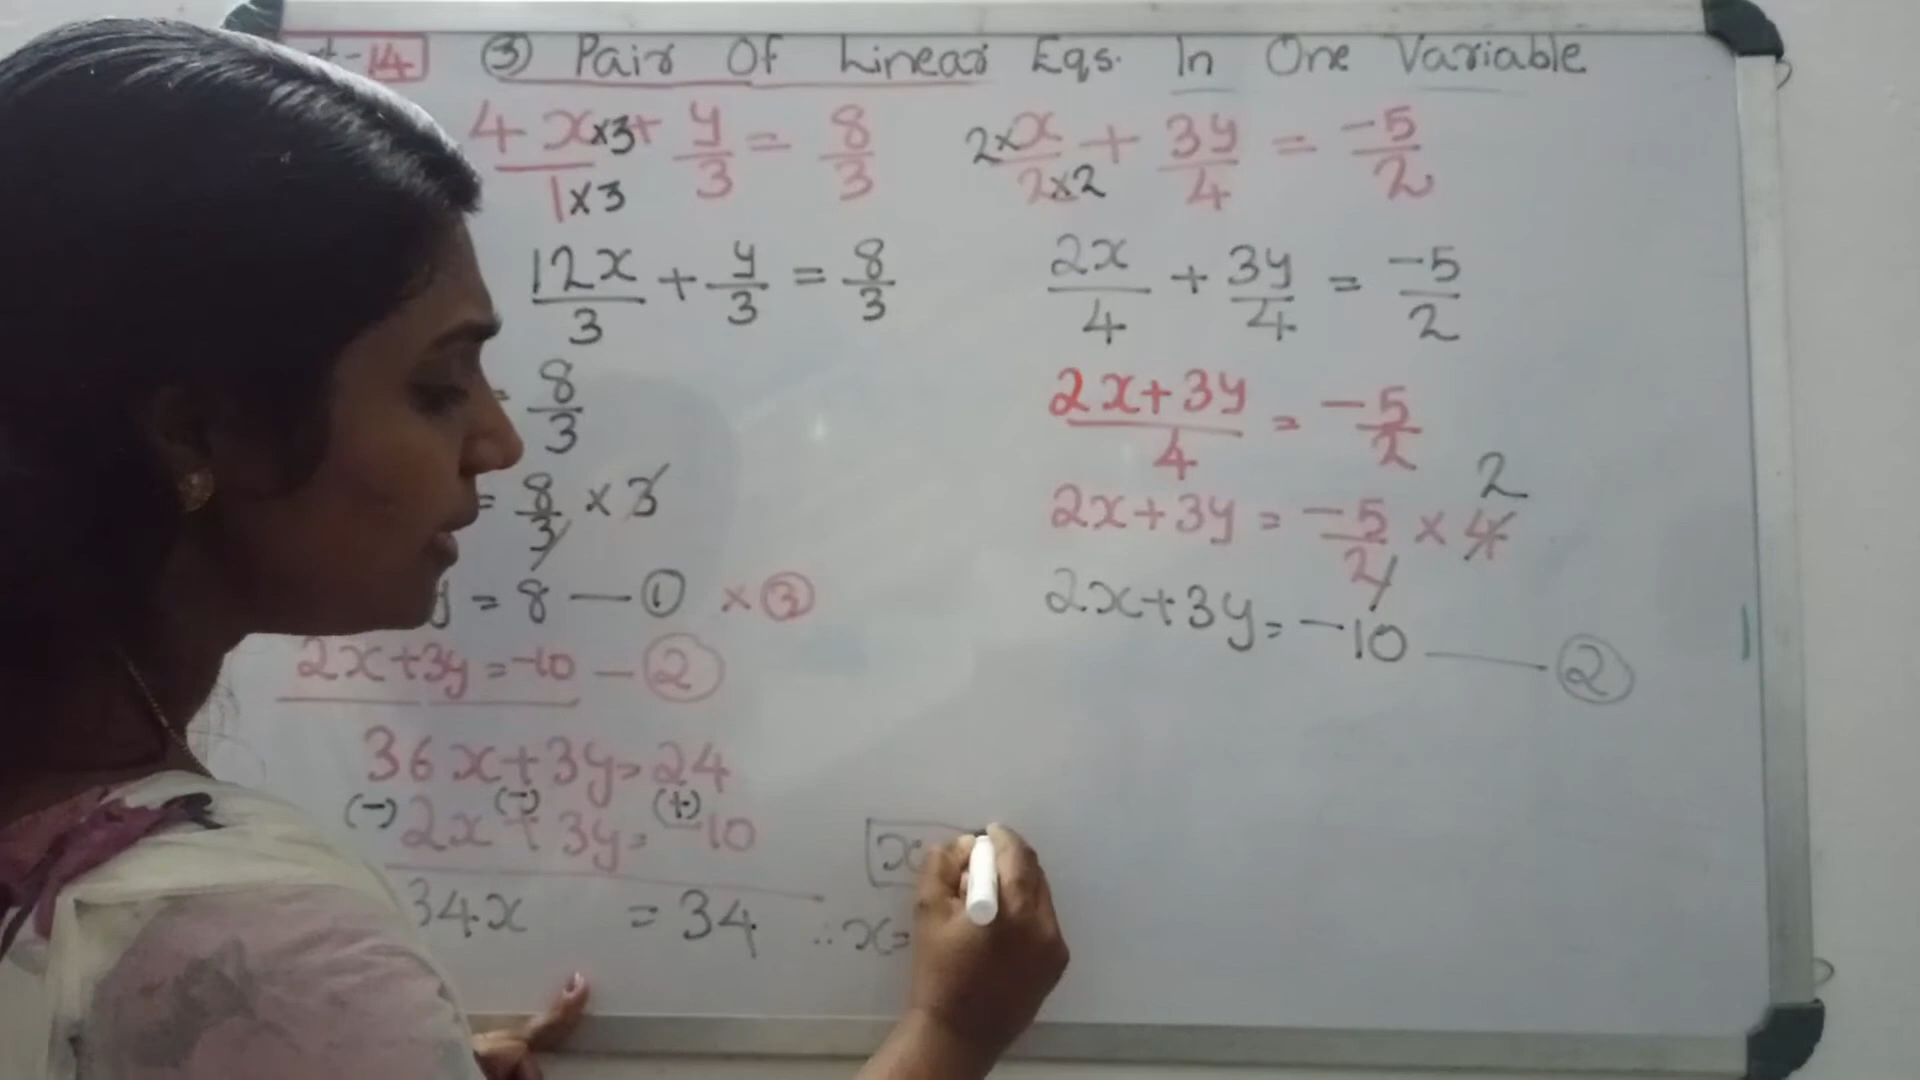 -14 ③ Pair Of Linear Eqs. In One Variable
4x×3/1×3 + y/3 = 8/3
12x/3 + y/3 = 8/3
= 8/3
= 8/3 × 3
y = 8 — ① × ③
2x+3y = -10 — ②
36x+3y = 24
(-) (-) (+)
2x+3y = -10
34x = 34 ∴ x=
x
2×x/2×2 + 3y/4 = -5/2
2x/4 + 3y/4 = -5/2
2x+3y/4 = -5/2
2
2x+3y = -5/2 × 4
2x+3y = -10 — ②